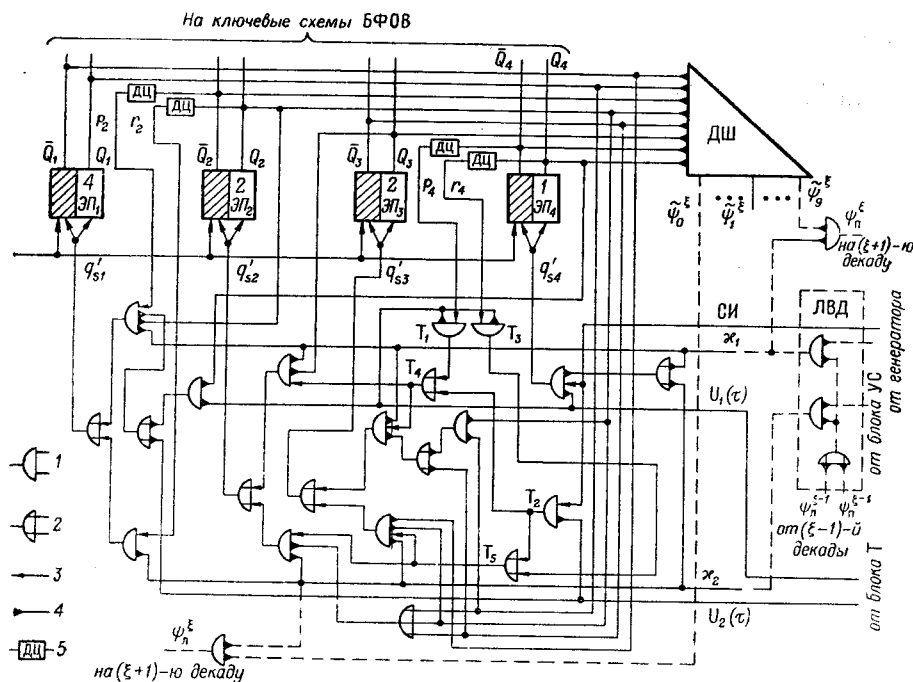 На ключевые схемы БФОВ
Q̄₄ Q₄
ДЦ
ДЦ
p₂ r₂
Q̄₁ Q₁
Q̄₂ Q₂
Q̄₃ Q₃
ДЦ
ДЦ
p₄ r₄
ДШ
4 ЭП₁
2 ЭП₂
2 ЭП₃
1 ЭП₄
ψ̃₀^ξ ψ̃₁^ξ ψ̃₉^ξ
ψₙ^ξ
на (ξ+1)-ю
декаду
q′ₛ₁ q′ₛ₂ q′ₛ₃ q′ₛ₄
T₁ T₃
СИ
ЛВД
ϰ₁
T₄
U₁(τ)
от генератора
от блока УС
T₂
ψₙ^ξ⁻¹
от (ξ-1)-й
декады
T₅
ϰ₂
U₂(τ)
от блока Т
1
2
3
4
ДЦ 5
ψₙ^ξ
на (ξ+1)-ю декаду